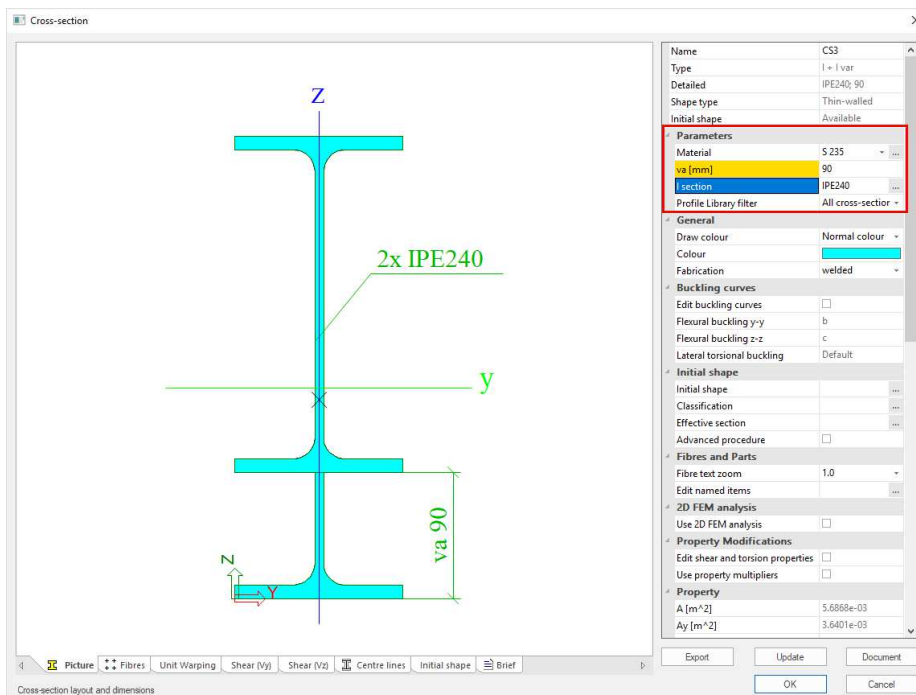 Cross-section
Z
2x IPE240
y
va 90
Z
Y
Name CS3
Type I + I var
Detailed IPE240; 90
Shape type Thin-walled
Initial shape Available
Parameters
Material S 235 ...
va [mm] 90
I section IPE240 ...
Profile Library filter All cross-section
General
Draw colour Normal colour
Colour
Fabrication welded
Buckling curves
Edit buckling curves
Flexural buckling y-y b
Flexural buckling z-z c
Lateral torsional buckling Default
Initial shape
Initial shape ...
Classification ...
Effective section ...
Advanced procedure
Fibres and Parts
Fibre text zoom 1.0
Edit named items ...
2D FEM analysis
Use 2D FEM analysis
Property Modifications
Edit shear and torsion properties
Use property multipliers
Property
A [m^2] 5.6868e-03
Ay [m^2] 3.6401e-03
Picture Fibres Unit Warping Shear (Vy) Shear (Vz) Centre lines Initial shape Brief
Export Update Document
Cross-section layout and dimensions
OK Cancel